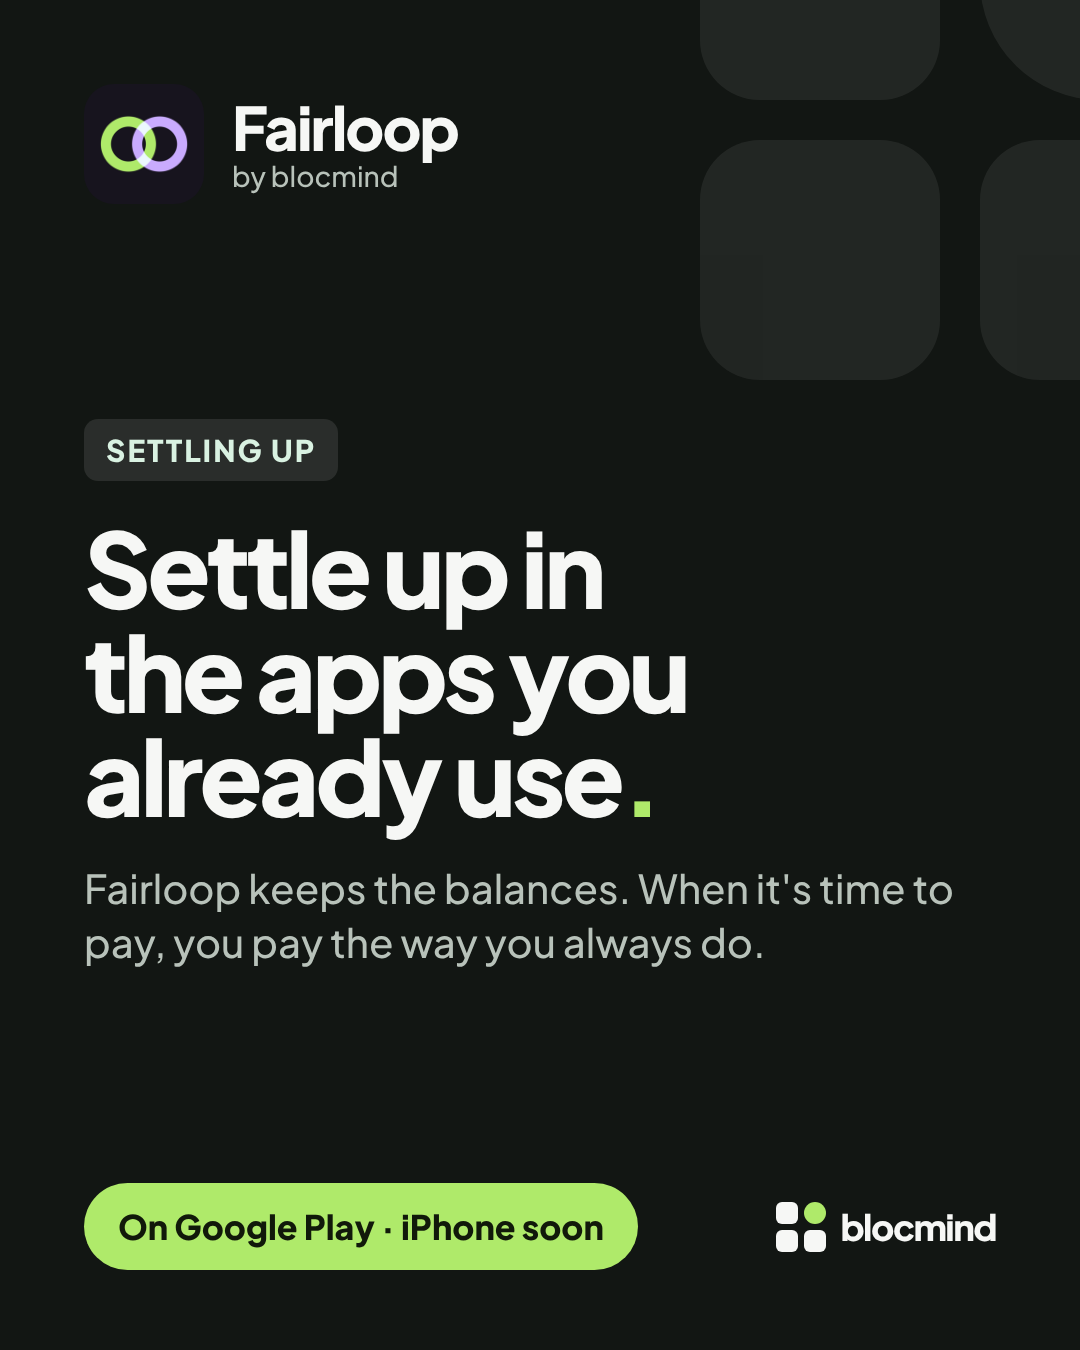 Fairloop
by blocmind
SETTLING UP
Settle up in
the apps you
already use.
Fairloop keeps the balances. When it's time to
pay, you pay the way you always do.
On Google Play · iPhone soon
blocmind